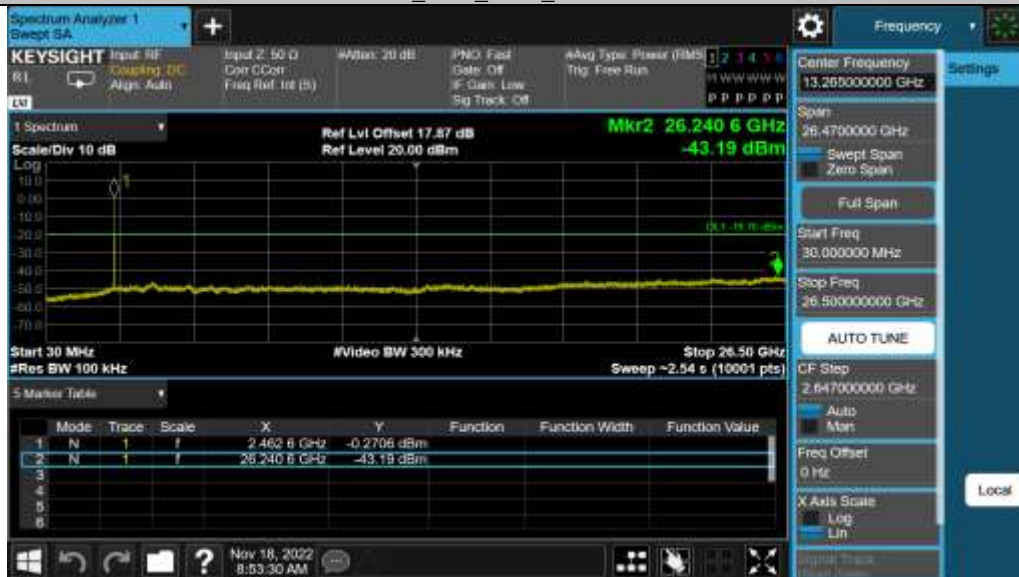 Spectrum Analyzer 1
Swept SA
+
Frequency
KEYSIGHT
Input: RF
Coupling: DC
Align: Auto
Input Z: 50 Ω
Corr CCorr
Freq Ref: Int (S)
#Atten: 20 dB
PNO: Fast
Gate: Off
IF Gain: Low
Sig Track: Off
#Avg Type: Power (RMS
Trig: Free Run
1 2 3 4 5 6
M W W W W W
P P P P P P
RL
LXI
Center Frequency
13.265000000 GHz
Settings
Span
26.4700000 GHz
Swept Span
Zero Span
Full Span
Start Freq
30.000000 MHz
Stop Freq
26.500000000 GHz
AUTO TUNE
CF Step
2.647000000 GHz
Auto
Man
Freq Offset
0 Hz
X Axis Scale
Log
Lin
Signal Track
Local
1 Spectrum
Scale/Div 10 dB
Ref Lvl Offset 17.87 dB
Ref Level 20.00 dBm
Mkr2 26.240 6 GHz
-43.19 dBm
Log
10.0
0.00
-10.0
-20.0
-30.0
-40.0
-50.0
-60.0
-70.0
1
Start 30 MHz
#Res BW 100 kHz
#Video BW 300 kHz
Stop 26.50 GHz
Sweep ~2.54 s (10001 pts)
5 Marker Table
Mode Trace Scale X Y Function Function Width Function Value
1 N 1 f 2.462 6 GHz -0.2706 dBm
2 N 1 f 26.240 6 GHz -43.19 dBm
3
4
5
6
?
Nov 18, 2022
8:53:30 AM